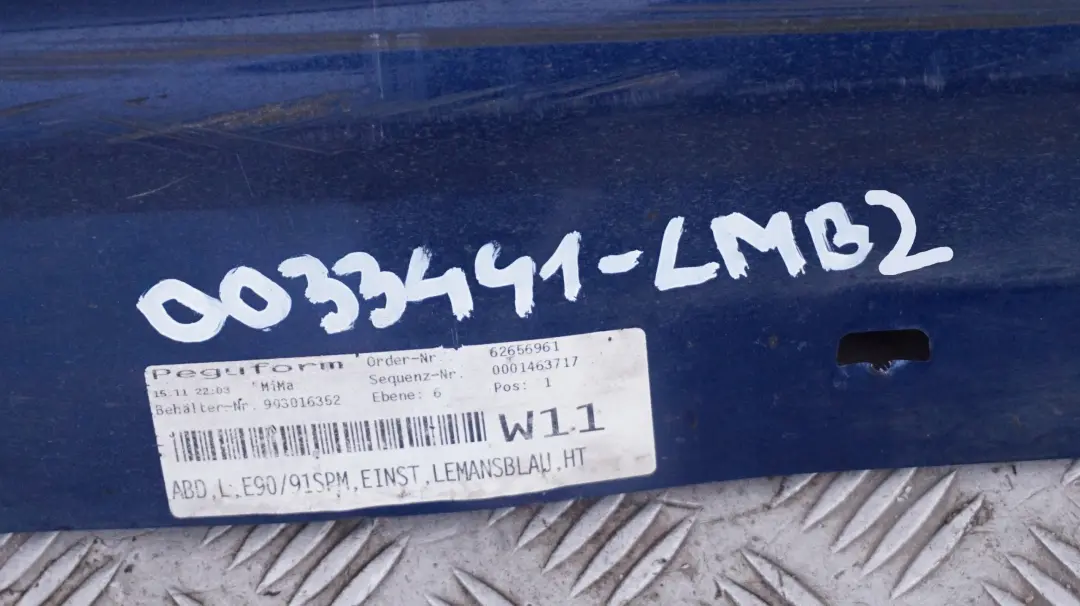 0033441-LMB2
Peguform Order-Nr. 62656961
15.11 22:03 MiMa Sequenz-Nr. 0001463717
Behälter-Nr. 903016352 Ebene: 6 Pos: 1
W11
ABD.L.E90/91SPM.EINST.LEMANSBLAU.HT